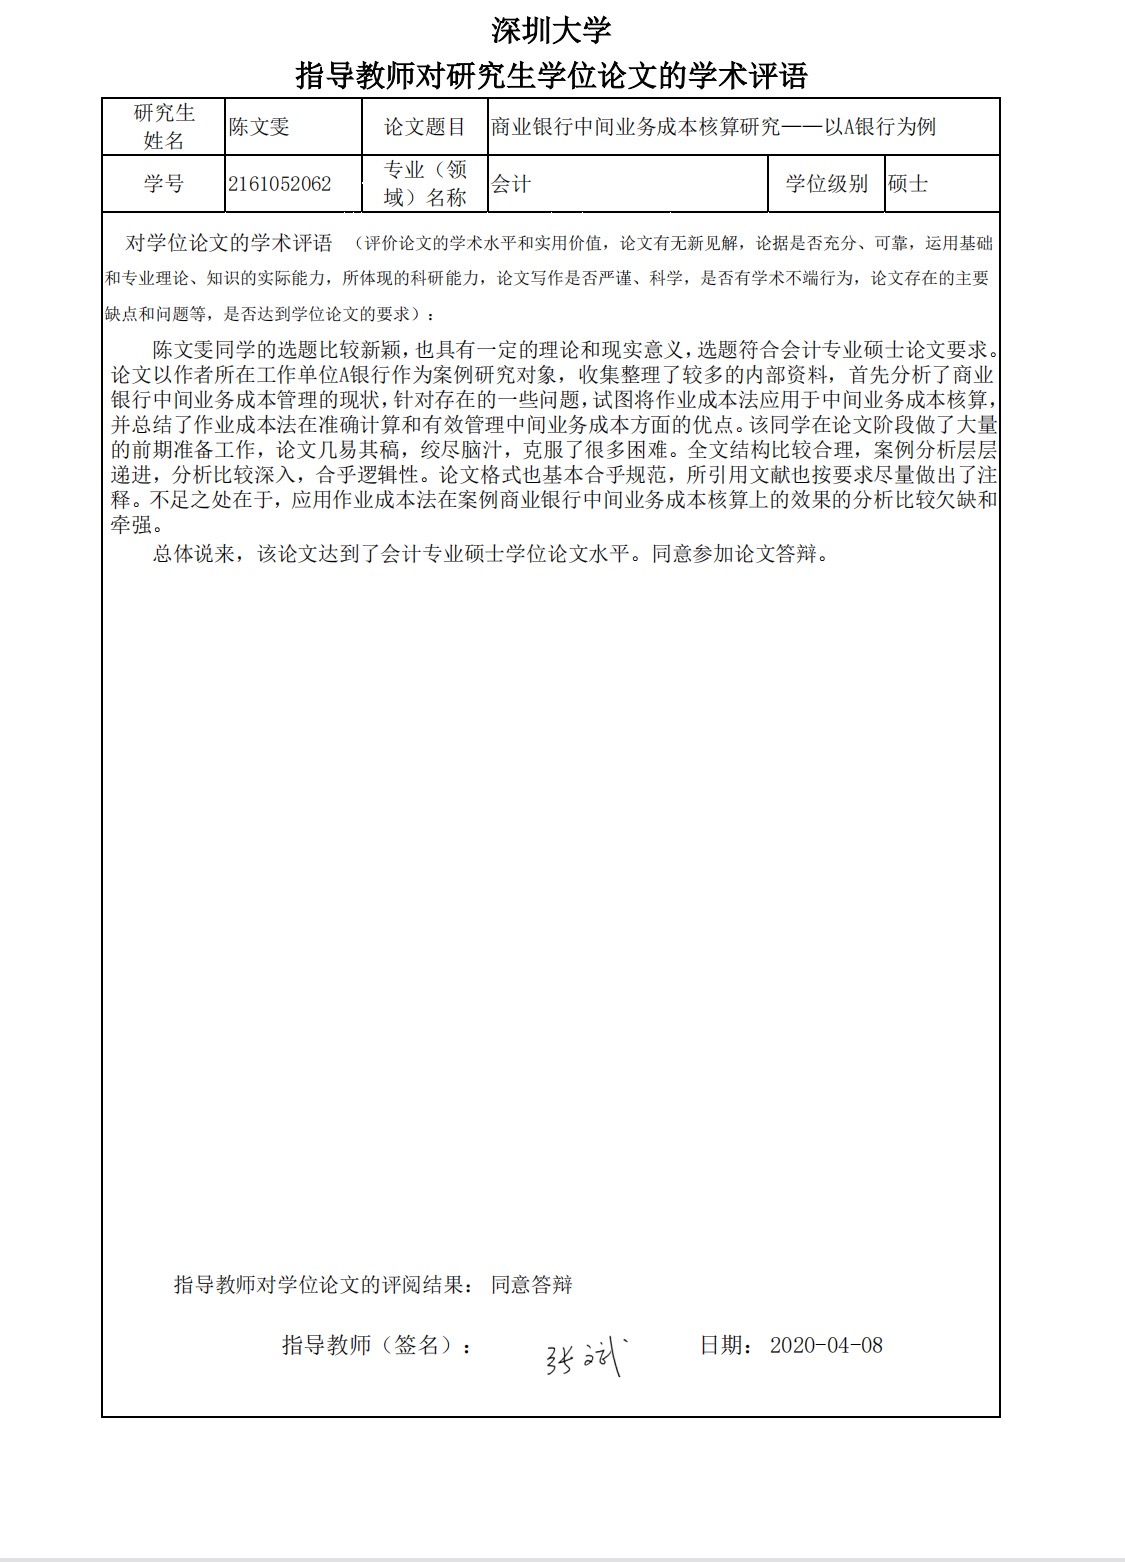 深圳大学
指导教师对研究生学位论文的学术评语
研究生
姓名
陈文雯
论文题目
商业银行中间业务成本核算研究——以A银行为例
学号
2161052062
专业（领
域）名称
会计
学位级别
硕士
对学位论文的学术评语 （评价论文的学术水平和实用价值，论文有无新见解，论据是否充分、可靠，运用基础
和专业理论、知识的实际能力，所体现的科研能力，论文写作是否严谨、科学，是否有学术不端行为，论文存在的主要
缺点和问题等，是否达到学位论文的要求）：
陈文雯同学的选题比较新颖，也具有一定的理论和现实意义，选题符合会计专业硕士论文要求。
论文以作者所在工作单位A银行作为案例研究对象，收集整理了较多的内部资料，首先分析了商业
银行中间业务成本管理的现状，针对存在的一些问题，试图将作业成本法应用于中间业务成本核算，
并总结了作业成本法在准确计算和有效管理中间业务成本方面的优点。该同学在论文阶段做了大量
的前期准备工作，论文几易其稿，绞尽脑汁，克服了很多困难。全文结构比较合理，案例分析层层
递进，分析比较深入，合乎逻辑性。论文格式也基本合乎规范，所引用文献也按要求尽量做出了注
释。不足之处在于，应用作业成本法在案例商业银行中间业务成本核算上的效果的分析比较欠缺和
牵强。
总体说来，该论文达到了会计专业硕士学位论文水平。同意参加论文答辩。
指导教师对学位论文的评阅结果： 同意答辩
指导教师（签名）： 张斌 日期： 2020-04-08